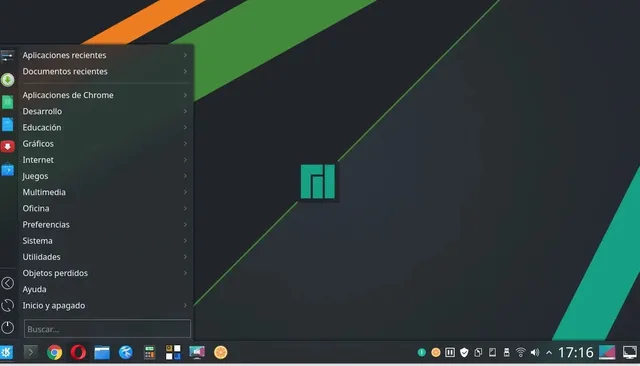 Aplicaciones recientes
Documentos recientes
Aplicaciones de Chrome
Desarrollo
Educación
Gráficos
Internet
Juegos
Multimedia
Oficina
Preferencias
Sistema
Utilidades
Objetos perdidos
Ayuda
Inicio y apagado
Buscar...
17:16